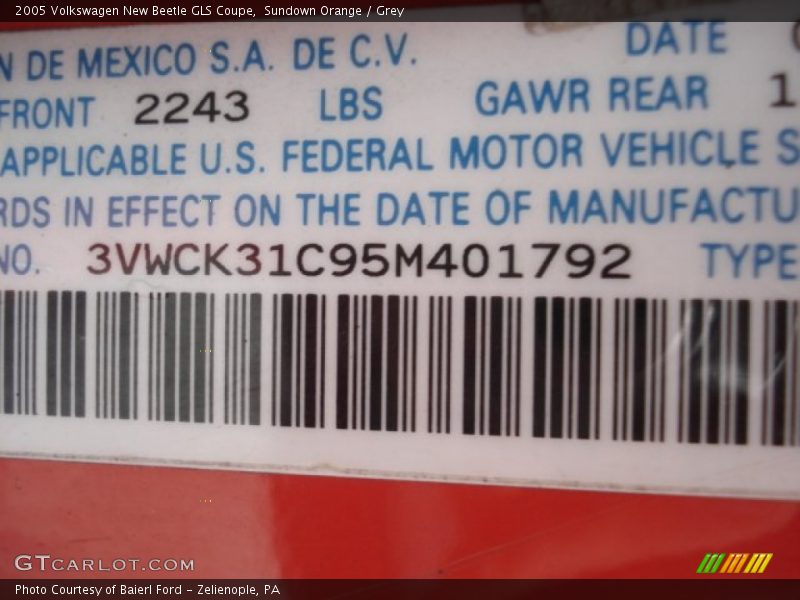 2005 Volkswagen New Beetle GLS Coupe, Sundown Orange / Grey
DE MEXICO S.A. DE C.V. DATE
FRONT 2243 LBS GAWR REAR
APPLICABLE U.S. FEDERAL MOTOR VEHICLE
IN EFFECT ON THE DATE OF
NO. 3VWCK31C95M401792 TYPE
GTCARLOT.COM
Photo Courtesy of Baierl Ford - Zelienople, PA